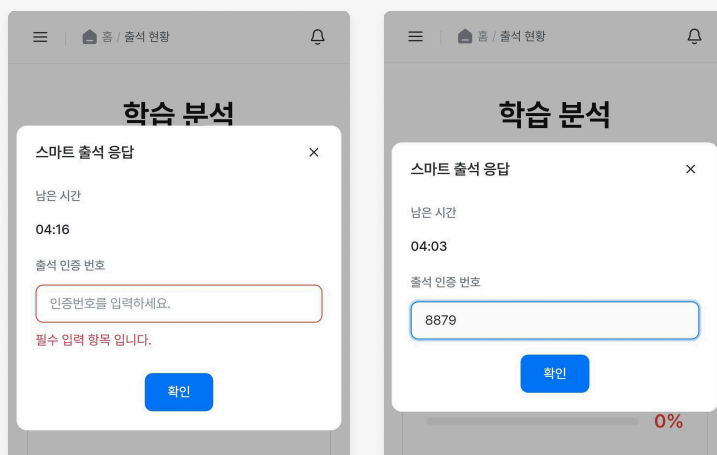 홈 / 출석 현황
학습 분석
스마트 출석 응답
남은 시간
04:16
출석 인증 번호
인증번호를 입력하세요.
필수 입력 항목 입니다.
확인
홈 / 출석 현황
학습 분석
스마트 출석 응답
남은 시간
04:03
출석 인증 번호
8879
확인
0%